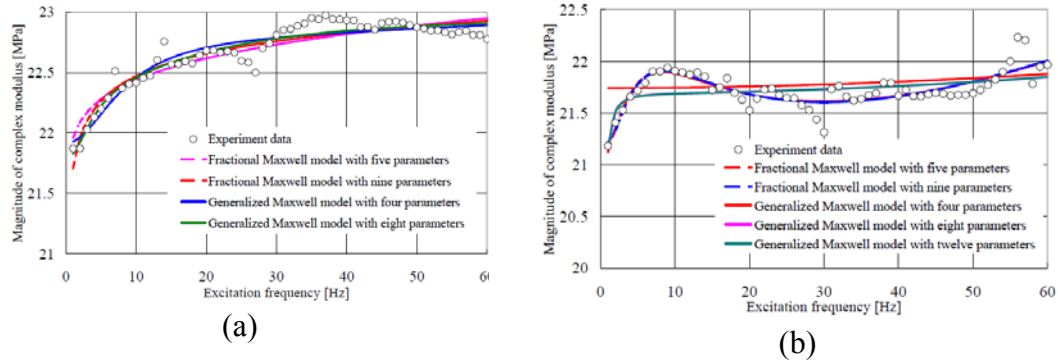 Magnitude of complex modulus [MPa]
23
22.5
22
21.5
21
Experiment data
Fractional Maxwell model with five parameters
Fractional Maxwell model with nine parameters
Generalized Maxwell model with four parameters
Generalized Maxwell model with eight parameters
0 10 20 30 40 50 60
Excitation frequency [Hz]
(a)
Magnitude of complex modulus [MPa]
22.5
22
21.5
21
20.5
20
Experiment data
Fractional Maxwell model with five parameters
Fractional Maxwell model with nine parameters
Generalized Maxwell model with four parameters
Generalized Maxwell model with eight parameters
Generalized Maxwell model with twelve parameters
0 10 20 30 40 50 60
Excitation frequency [Hz]
(b)